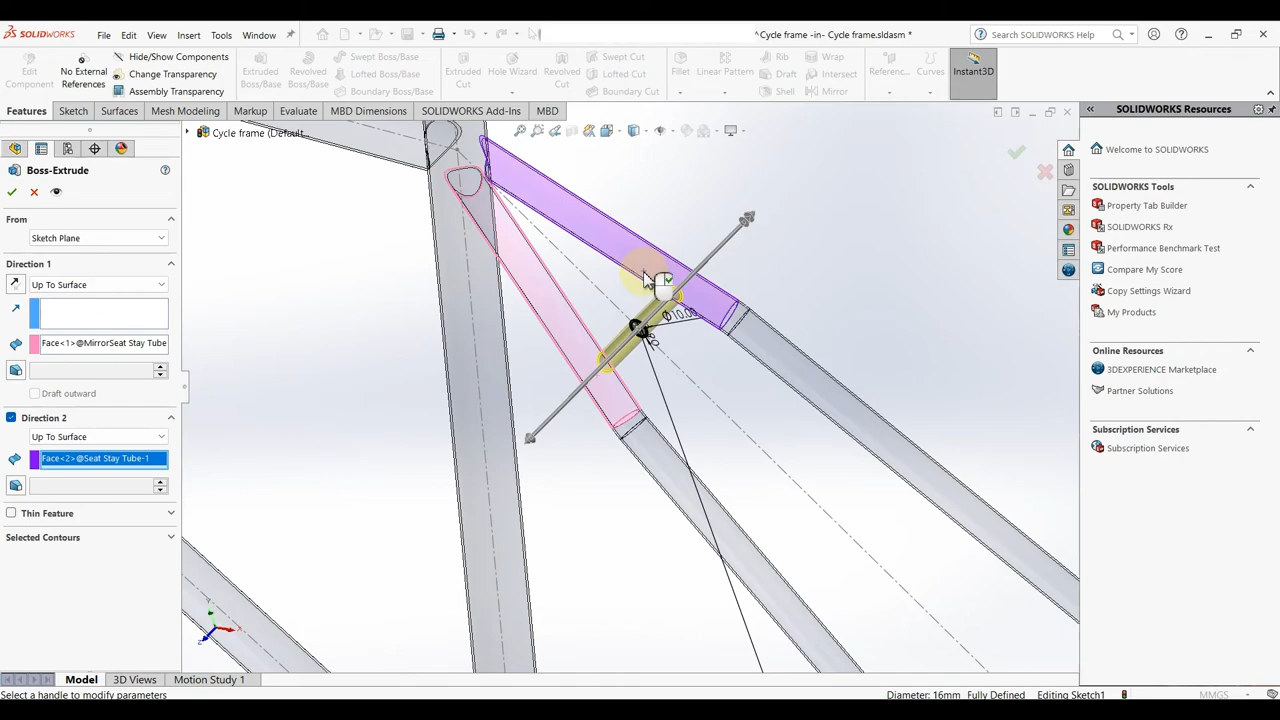 SOLIDWORKS
File
Edit
View
Insert
Tools
Window
^Cycle frame -in- Cycle frame.sldasm *
Search SOLIDWORKS Help
Edit Component
No External References
Hide/Show Components
Change Transparency
Assembly Transparency
Extruded Boss/Base
Revolved Boss/Base
Swept Boss/Base
Lofted Boss/Base
Boundary Boss/Base
Extruded Cut
Hole Wizard
Revolved Cut
Swept Cut
Lofted Cut
Boundary Cut
Fillet
Linear Pattern
Rib
Draft
Shell
Wrap
Intersect
Mirror
Referenc...
Curves
Instant3D
Features
Sketch
Surfaces
Mesh Modeling
Markup
Evaluate
MBD Dimensions
SOLIDWORKS Add-Ins
MBD
Cycle frame (Default...
Boss-Extrude
From
Sketch Plane
Direction 1
Up To Surface
Face<1>@MirrorSeat Stay Tube
Draft outward
Direction 2
Up To Surface
Face<2>@Seat Stay Tube-1
Thin Feature
Selected Contours
SOLIDWORKS Resources
Welcome to SOLIDWORKS
SOLIDWORKS Tools
Property Tab Builder
SOLIDWORKS Rx
Performance Benchmark Test
Compare My Score
Copy Settings Wizard
My Products
Online Resources
3DEXPERIENCE Marketplace
Partner Solutions
Subscription Services
Subscription Services
Model
3D Views
Motion Study 1
Select a handle to modify parameters
Diameter: 16mm
Fully Defined
Editing Sketch1
MMGS